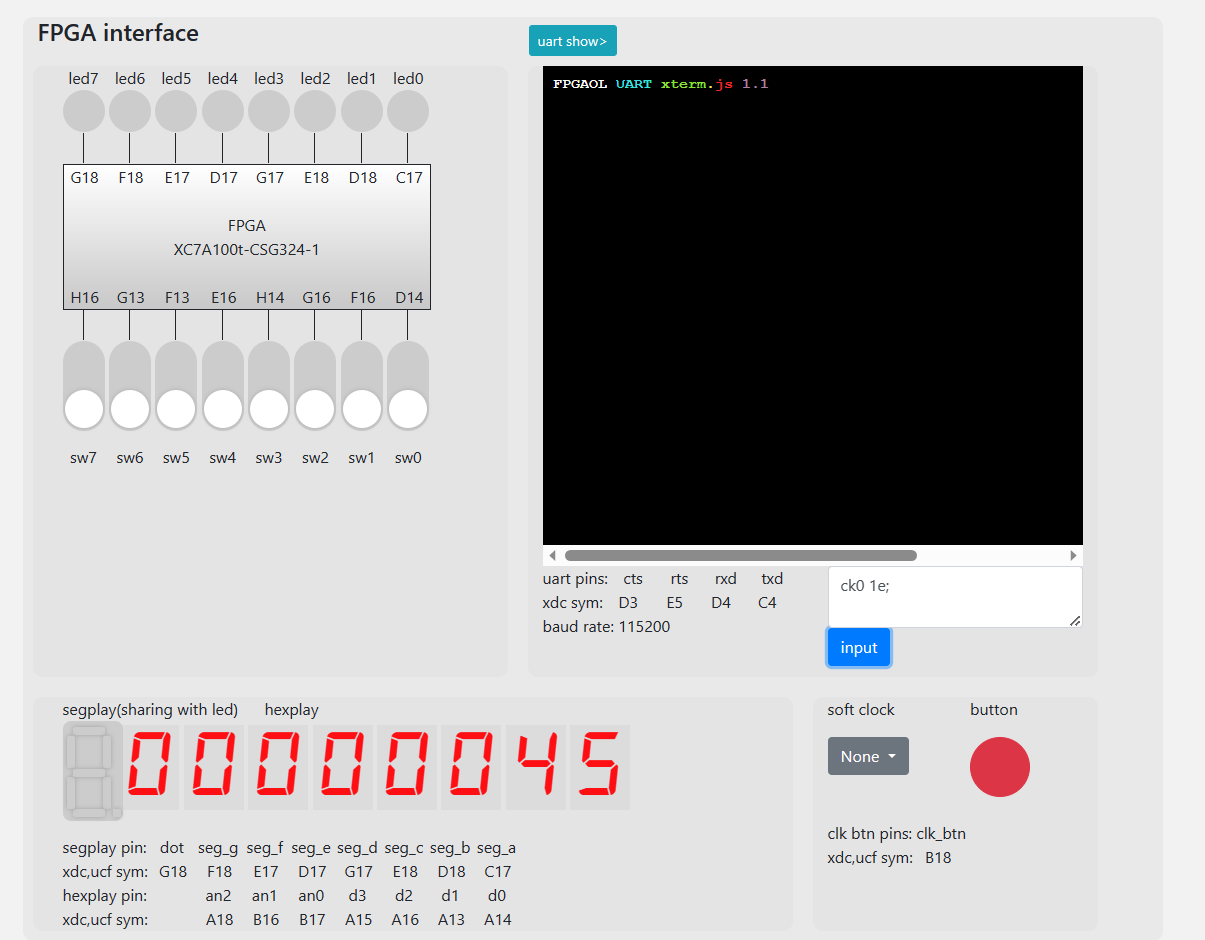 FPGA interface
uart show>
led7 led6 led5 led4 led3 led2 led1 led0
G18 F18 E17 D17 G17 E18 D18 C17
FPGA
XC7A100t-CSG324-1
H16 G13 F13 E16 H14 G16 F16 D14
sw7 sw6 sw5 sw4 sw3 sw2 sw1 sw0
FPGAOL UART xterm.js 1.1
uart pins: cts rts rxd txd
xdc sym: D3 E5 D4 C4
baud rate: 115200
ck0 1e;
input
segplay(sharing with led) hexplay
00000045
segplay pin: dot seg_g seg_f seg_e seg_d seg_c seg_b seg_a
xdc,ucf sym: G18 F18 E17 D17 G17 E18 D18 C17
hexplay pin: an2 an1 an0 d3 d2 d1 d0
xdc,ucf sym: A18 B16 B17 A15 A16 A13 A14
soft clock button
None
clk btn pins: clk_btn
xdc,ucf sym: B18